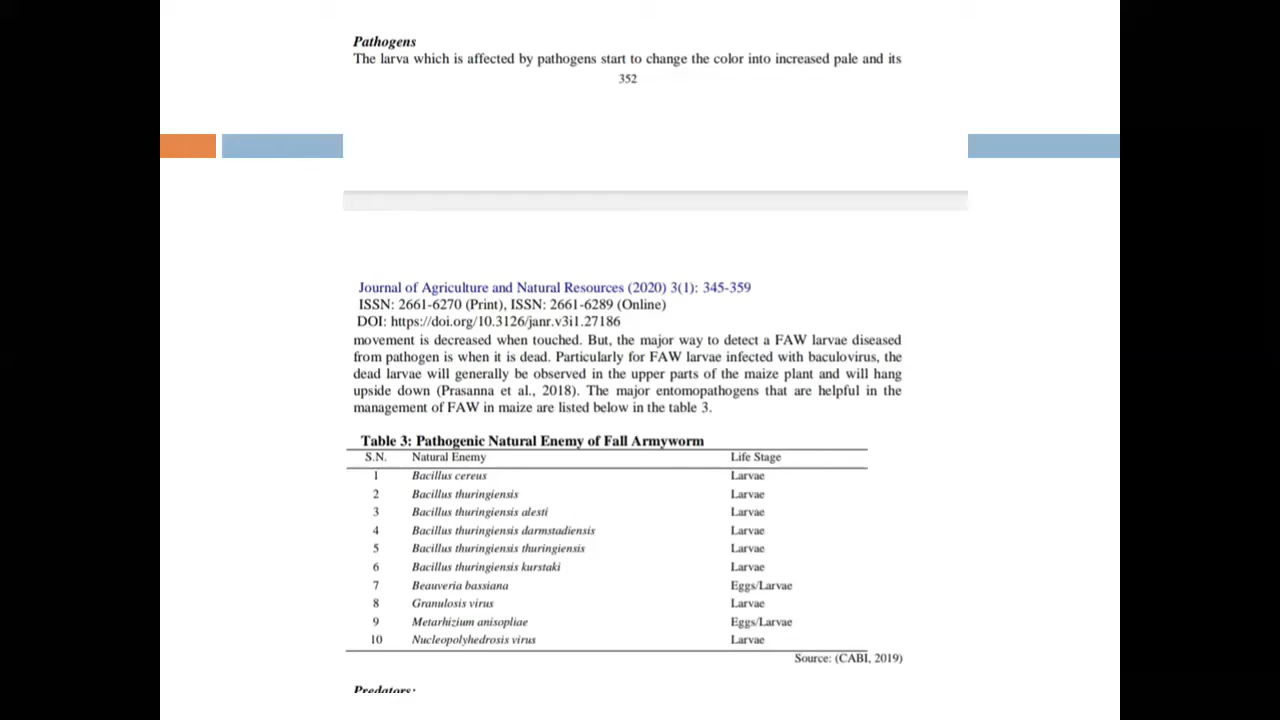 Pathogens
The larva which is affected by pathogens start to change the color into increased pale and its
352
Journal of Agriculture and Natural Resources (2020) 3(1): 345-359
ISSN: 2661-6270 (Print), ISSN: 2661-6289 (Online)
DOI: https://doi.org/10.3126/janr.v3i1.27186
movement is decreased when touched. But, the major way to detect a FAW larvae diseased
from pathogen is when it is dead. Particularly for FAW larvae infected with baculovirus, the
dead larvae will generally be observed in the upper parts of the maize plant and will hang
upside down (Prasanna et al., 2018). The major entomopathogens that are helpful in the
management of FAW in maize are listed below in the table 3.
Table 3: Pathogenic Natural Enemy of Fall Armyworm
S.N. Natural Enemy Life Stage
1 Bacillus cereus Larvae
2 Bacillus thuringiensis Larvae
3 Bacillus thuringiensis alesti Larvae
4 Bacillus thuringiensis darmstadiensis Larvae
5 Bacillus thuringiensis thuringiensis Larvae
6 Bacillus thuringiensis kurstaki Larvae
7 Beauveria bassiana Eggs/Larvae
8 Granulosis virus Larvae
9 Metarhizium anisopliae Eggs/Larvae
10 Nucleopolyhedrosis virus Larvae
Source: (CABI, 2019)
Predators: